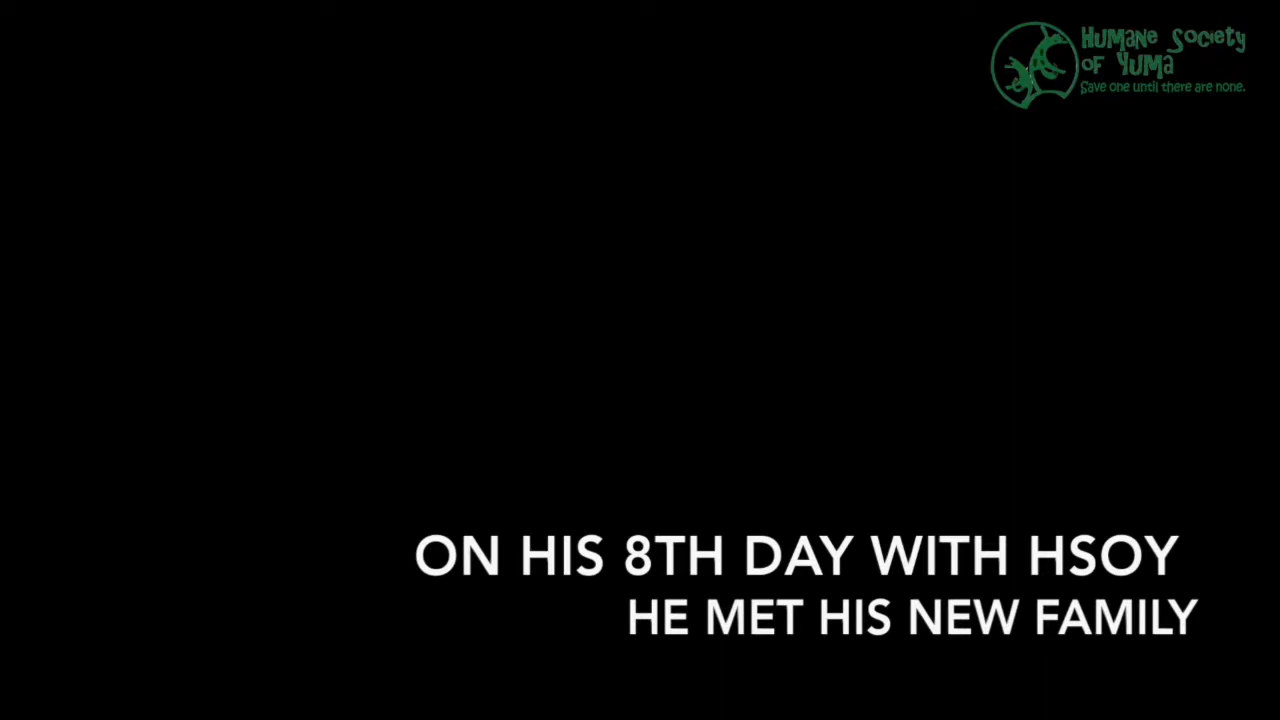 Humane Society
of Yuma
Save one until there are none.
ON HIS 8TH DAY WITH HSOY
HE MET HIS NEW FAMILY